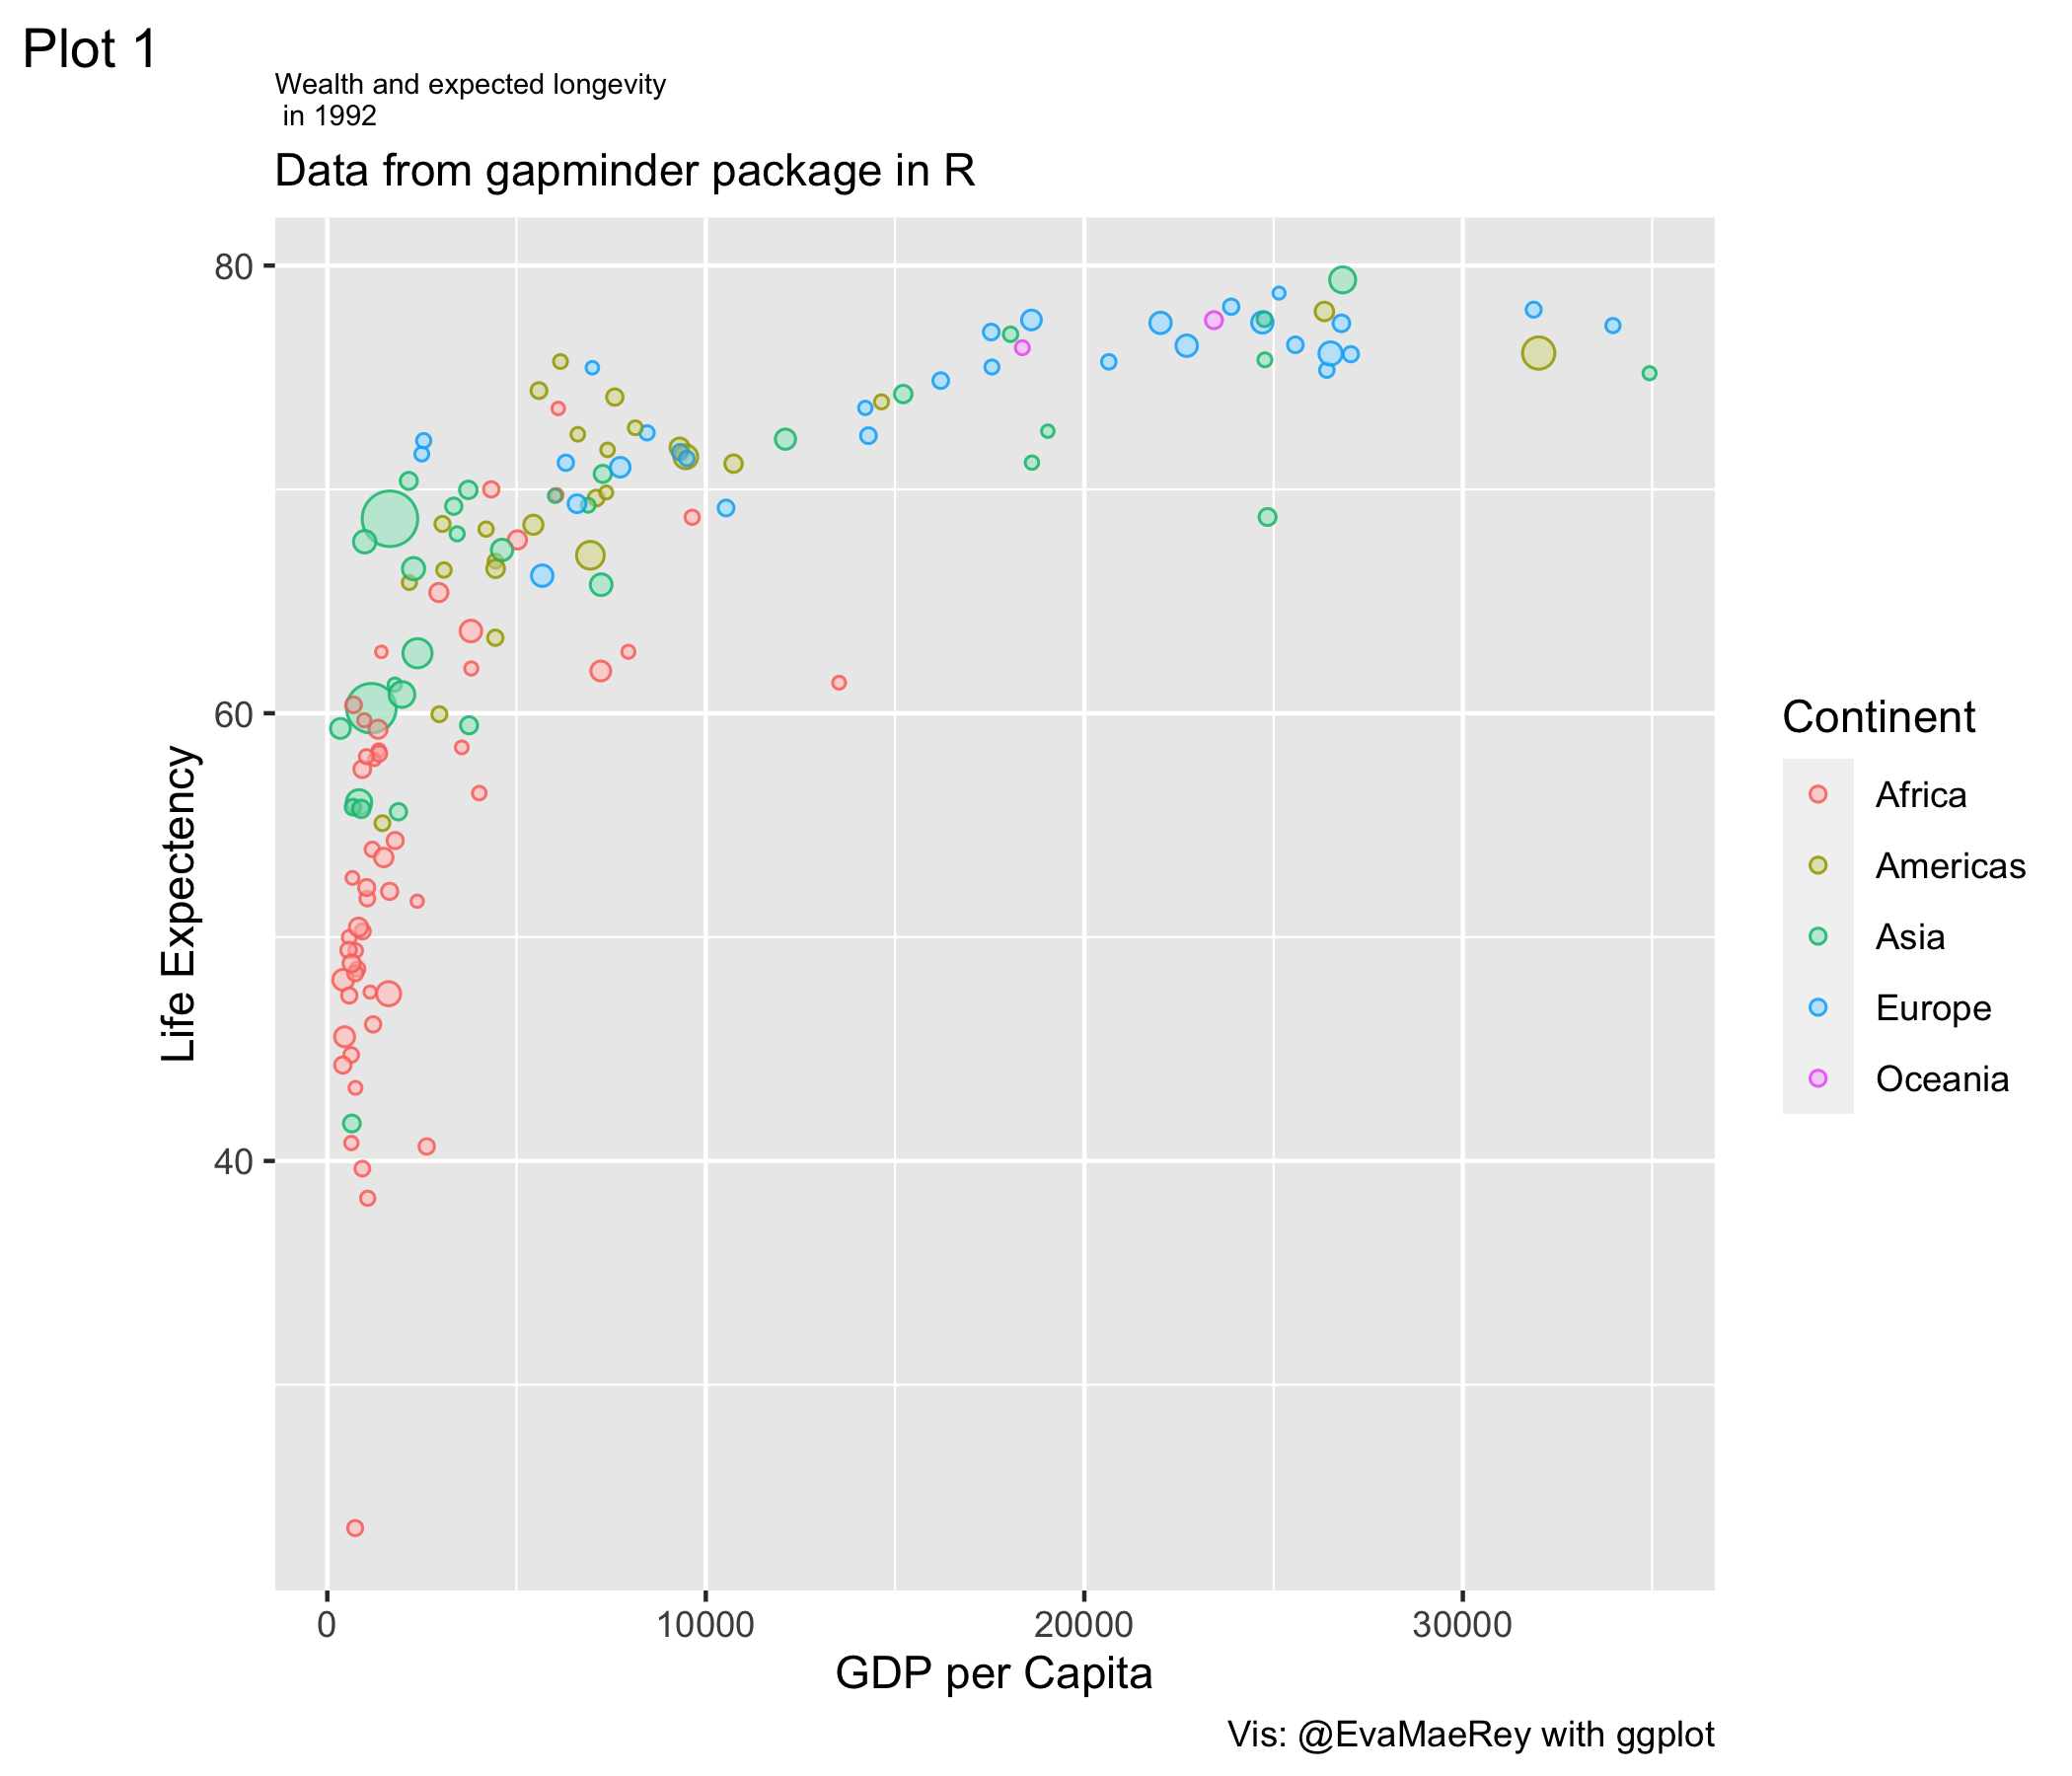 Plot 1
Wealth and expected longevity
in 1992
Data from gapminder package in R
80
60
40
Life Expectency
0 10000 20000 30000
GDP per Capita
Continent
Africa
Americas
Asia
Europe
Oceania
Vis: @EvaMaeRey with ggplot